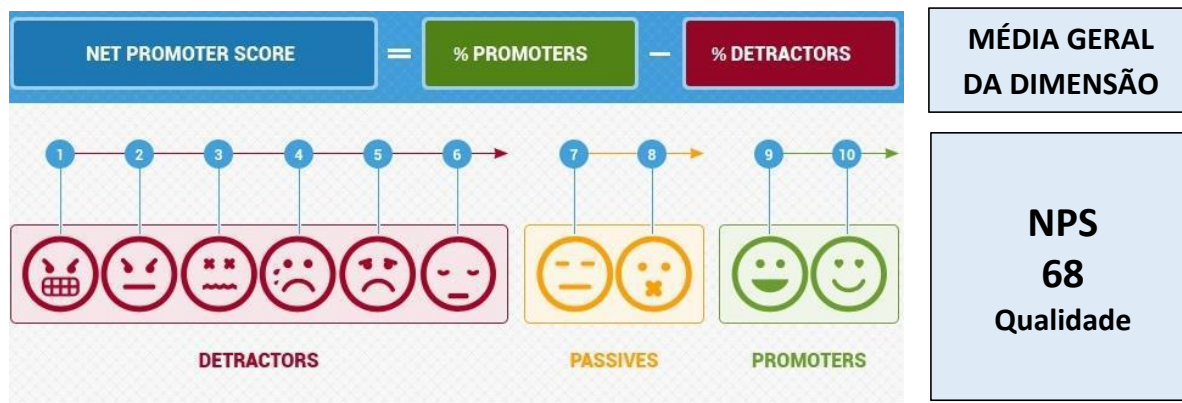 NET PROMOTER SCORE = % PROMOTERS – % DETRACTORS
1 2 3 4 5 6 7 8 9 10
DETRACTORS PASSIVES PROMOTERS
MÉDIA GERAL
DA DIMENSÃO
NPS
68
Qualidade